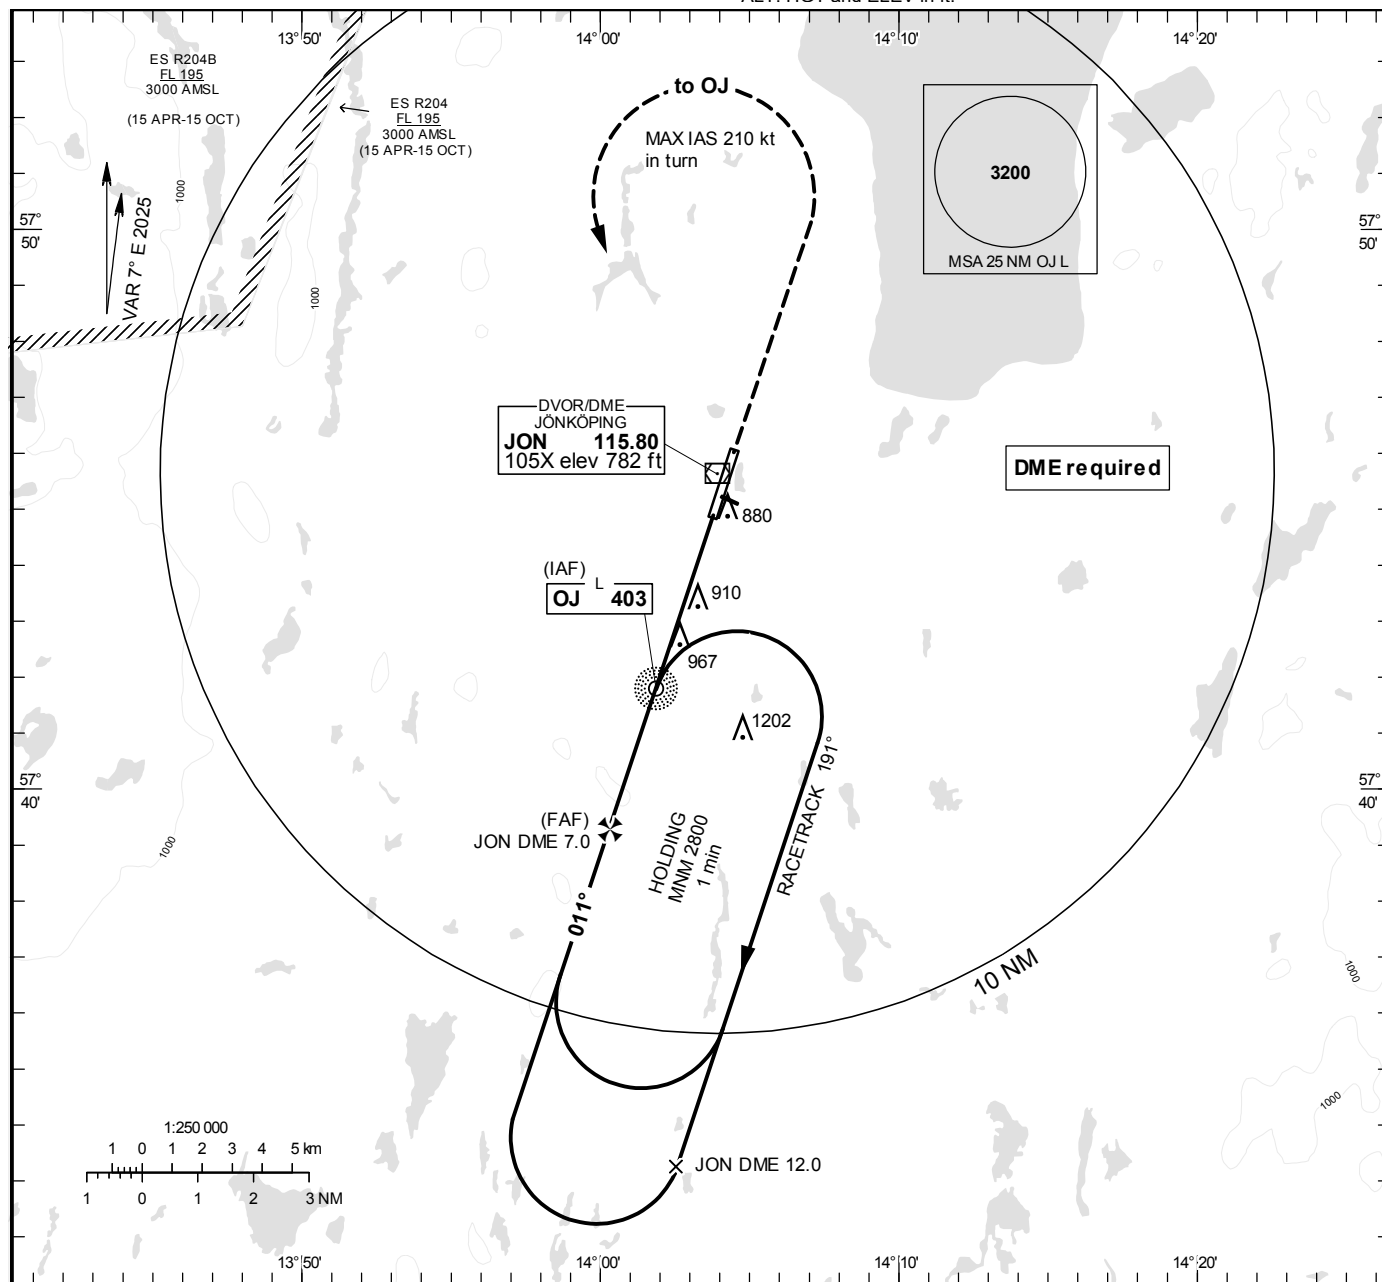 13°50'
14°00'
14°10'
14°20'
ES R204B
FL 195
3000 AMSL
(15 APR-15 OCT)
ES R204
FL 195
3000 AMSL
(15 APR-15 OCT)
to OJ
MAX IAS 210 kt
in turn
3200
MSA 25 NM OJ L
VAR 7° E 2025
1000
1000
57°
50'
57°
50'
DVOR/DME
JÖNKÖPING
JON 115.80
105X elev 782 ft
DME required
880
(IAF)
L
OJ 403
910
967
1202
57°
40'
57°
40'
(FAF)
JON DME 7.0
HOLDING
MNM 2800
1 min
RACETRACK 191°
011°
1000
10 NM
1000
1000
1:250 000
1 0 1 2 3 4 5 km
1 0 1 2 3 NM
JON DME 12.0
13°50'
14°00'
14°10'
14°20'